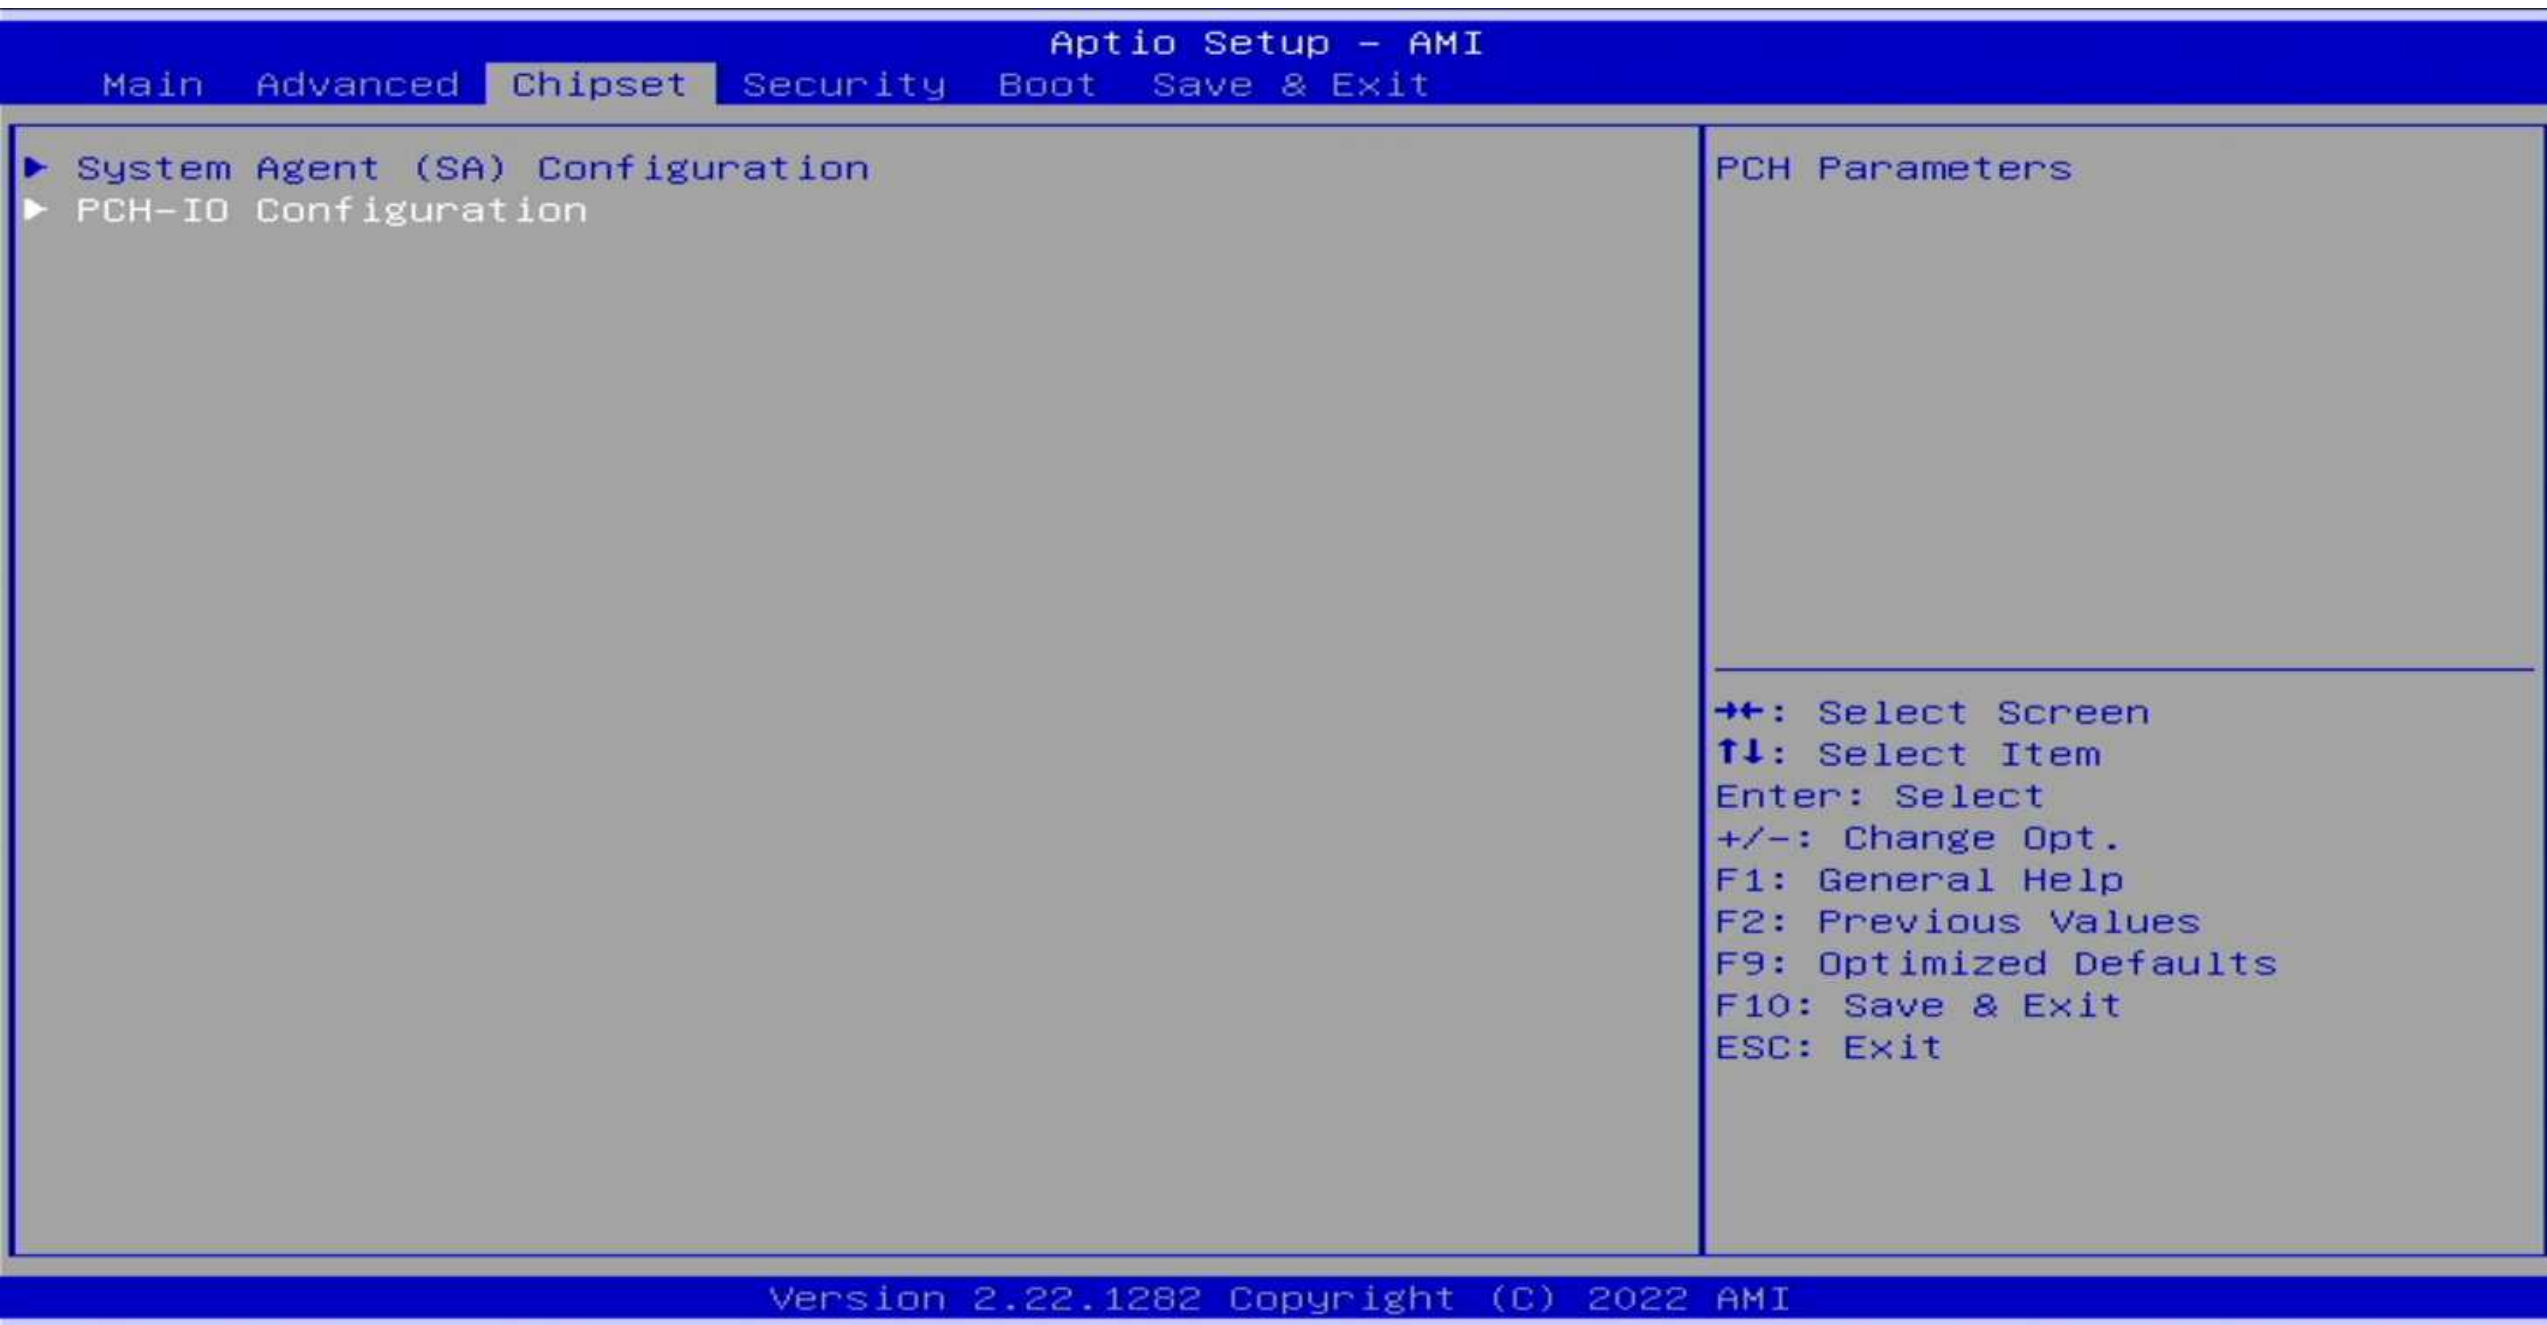 Aptio Setup – AMI
Main Advanced Chipset Security Boot Save & Exit
▶ System Agent (SA) Configuration
▶ PCH-IO Configuration
PCH Parameters
→←: Select Screen
↑↓: Select Item
Enter: Select
+/-: Change Opt.
F1: General Help
F2: Previous Values
F9: Optimized Defaults
F10: Save & Exit
ESC: Exit
Version 2.22.1282 Copyright (C) 2022 AMI